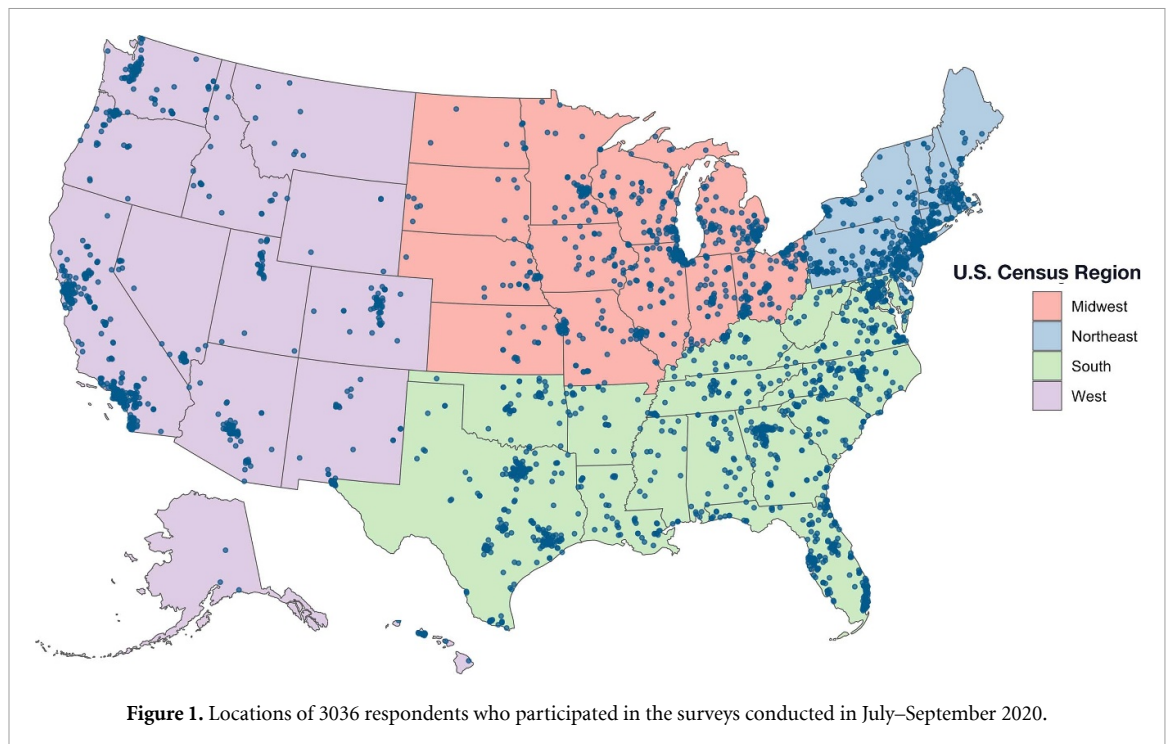 U.S. Census Region
Midwest
Northeast
South
West
Figure 1. Locations of 3036 respondents who participated in the surveys conducted in July–September 2020.